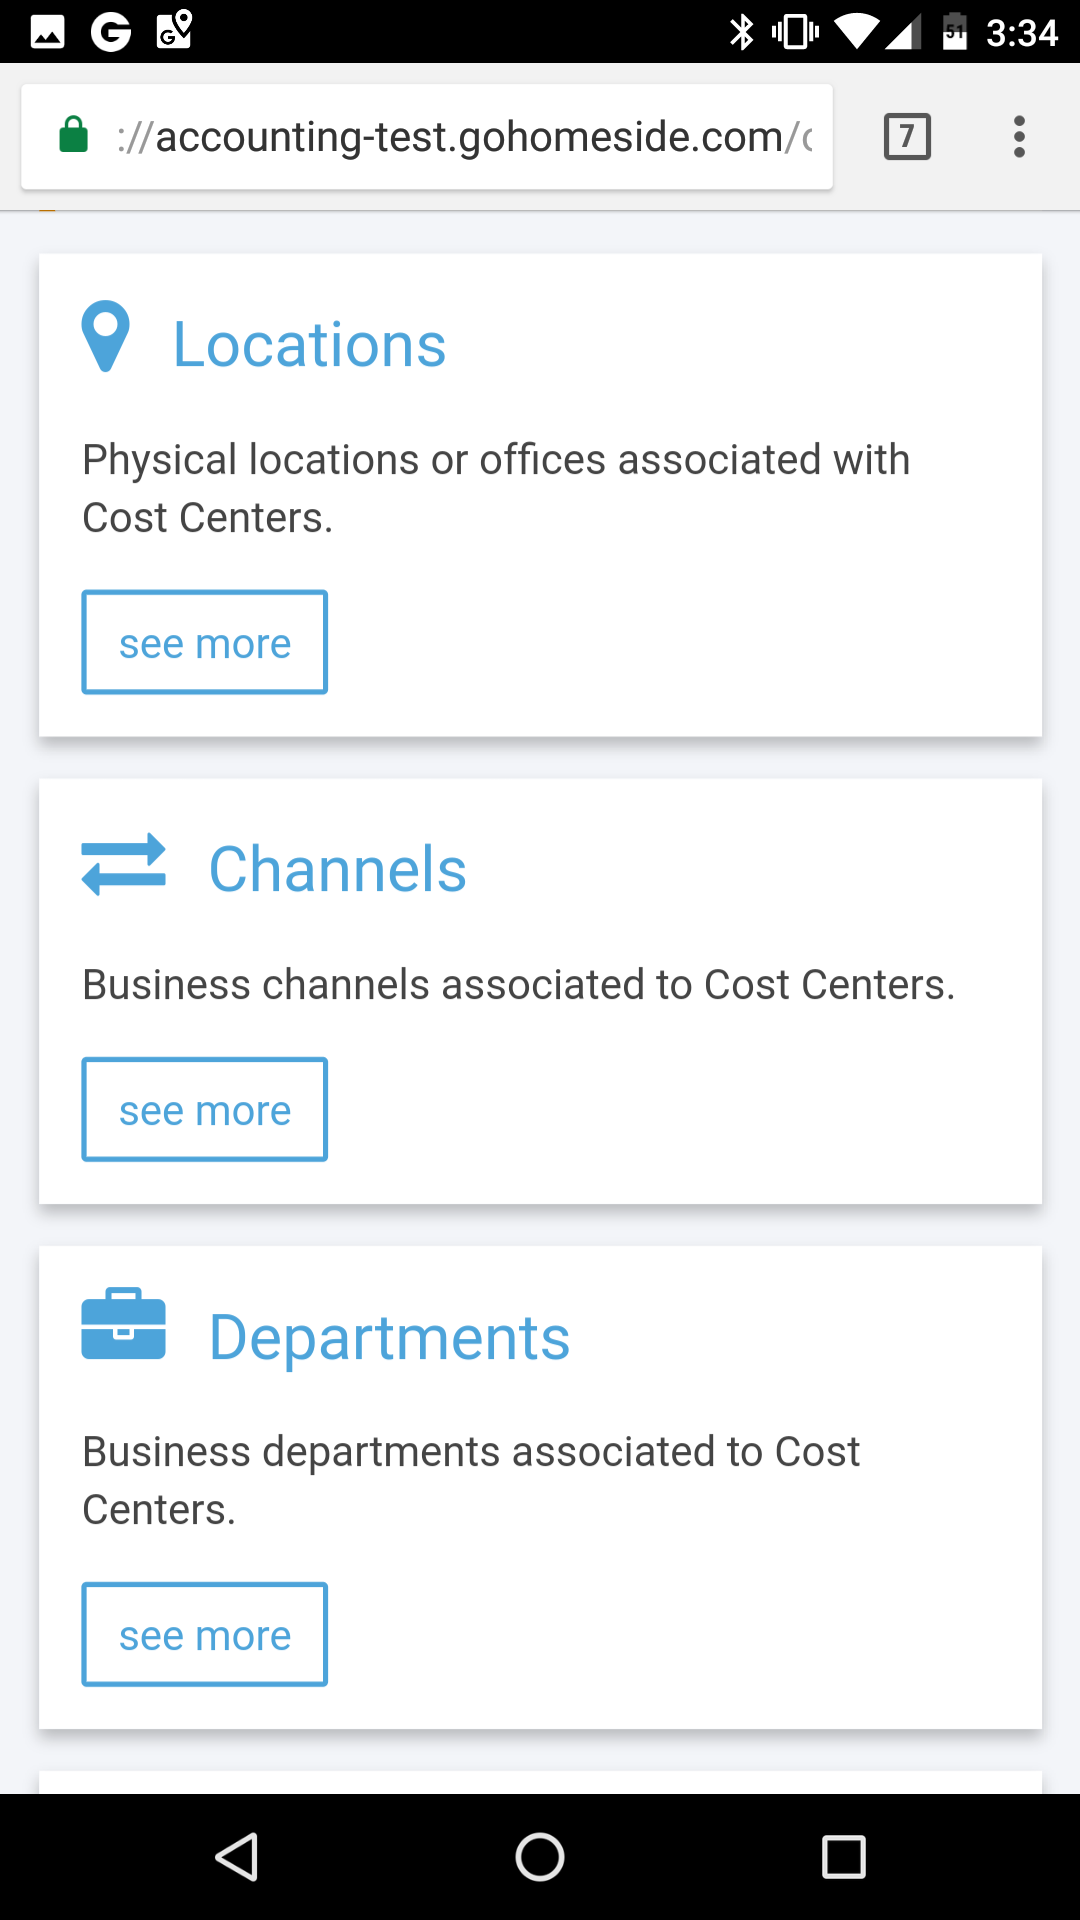 51 3:34
://accounting-test.gohomeside.com/
7
Locations
Physical locations or offices associated with
Cost Centers.
see more
Channels
Business channels associated to Cost Centers.
see more
Departments
Business departments associated to Cost
Centers.
see more